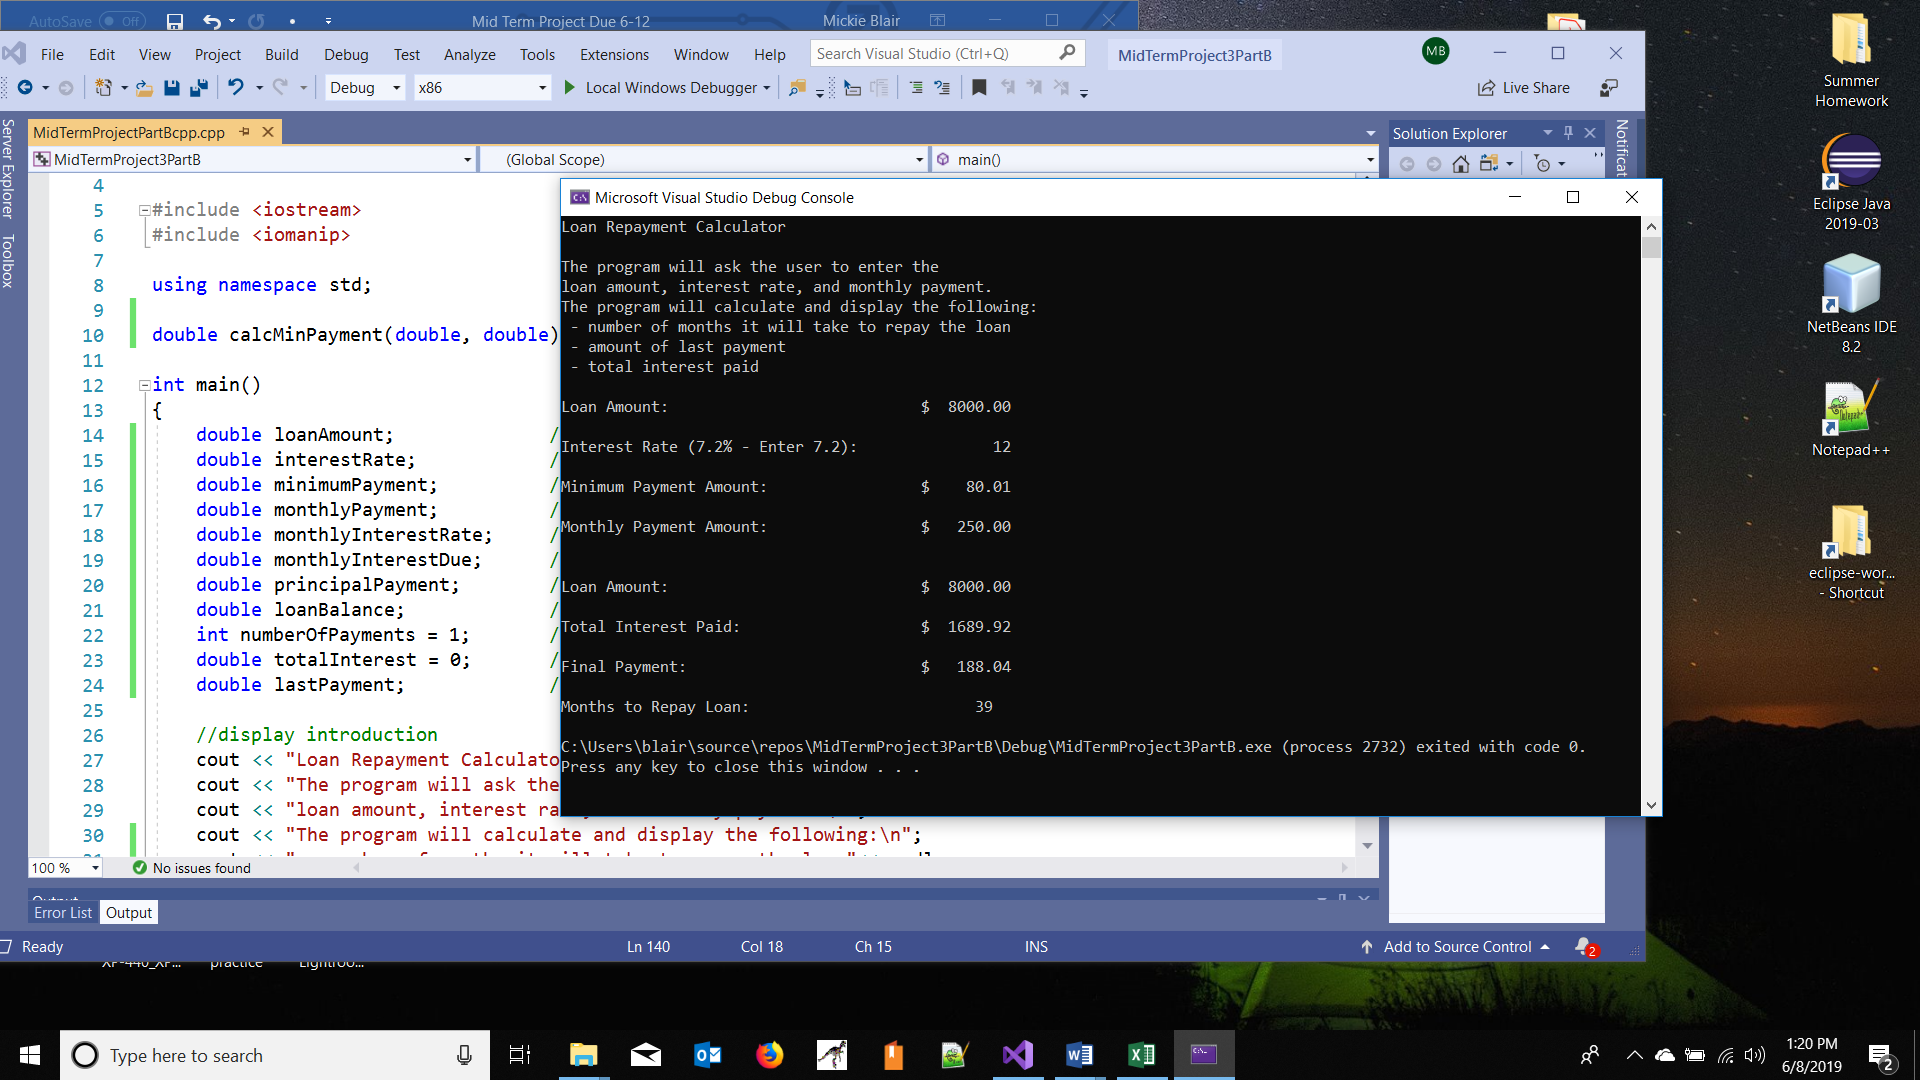 AutoSave Off Mid Term Project Due 6-12 Mickie Blair
File Edit View Project Build Debug Test Analyze Tools Extensions Window Help Search Visual Studio (Ctrl+Q) MidTermProject3PartB MB
Debug x86 Local Windows Debugger Live Share
Server Explorer
Toolbox
MidTermProjectPartBcpp.cpp
MidTermProject3PartB (Global Scope) main()
Solution Explorer
4
5 #include <iostream>
6 #include <iomanip>
7
8 using namespace std;
9
10 double calcMinPayment(double, double)
11
12 int main()
13 {
14 double loanAmount; /
15 double interestRate; /
16 double minimumPayment; /
17 double monthlyPayment; /
18 double monthlyInterestRate; /
19 double monthlyInterestDue; /
20 double principalPayment; /
21 double loanBalance; /
22 int numberOfPayments = 1; /
23 double totalInterest = 0; /
24 double lastPayment; /
25
26 //display introduction
27 cout << "Loan Repayment Calculato
28 cout << "The program will ask the
29 cout << "loan amount, interest ra
30 cout << "The program will calculate and display the following:\n";
100 % No issues found
Output
Error List Output
Ready Ln 140 Col 18 Ch 15 INS Add to Source Control 2
Microsoft Visual Studio Debug Console
Loan Repayment Calculator
The program will ask the user to enter the
loan amount, interest rate, and monthly payment.
The program will calculate and display the following:
- number of months it will take to repay the loan
- amount of last payment
- total interest paid
Loan Amount: $ 8000.00
Interest Rate (7.2% - Enter 7.2): 12
Minimum Payment Amount: $ 80.01
Monthly Payment Amount: $ 250.00
Loan Amount: $ 8000.00
Total Interest Paid: $ 1689.92
Final Payment: $ 188.04
Months to Repay Loan: 39
C:\Users\blair\source\repos\MidTermProject3PartB\Debug\MidTermProject3PartB.exe (process 2732) exited with code 0.
Press any key to close this window . . .
Summer
Homework
Eclipse Java
2019-03
NetBeans IDE
8.2
Notepad++
eclipse-wor...
- Shortcut
XP-440_XP... practice Lightroo...
Type here to search
1:20 PM
6/8/2019
2